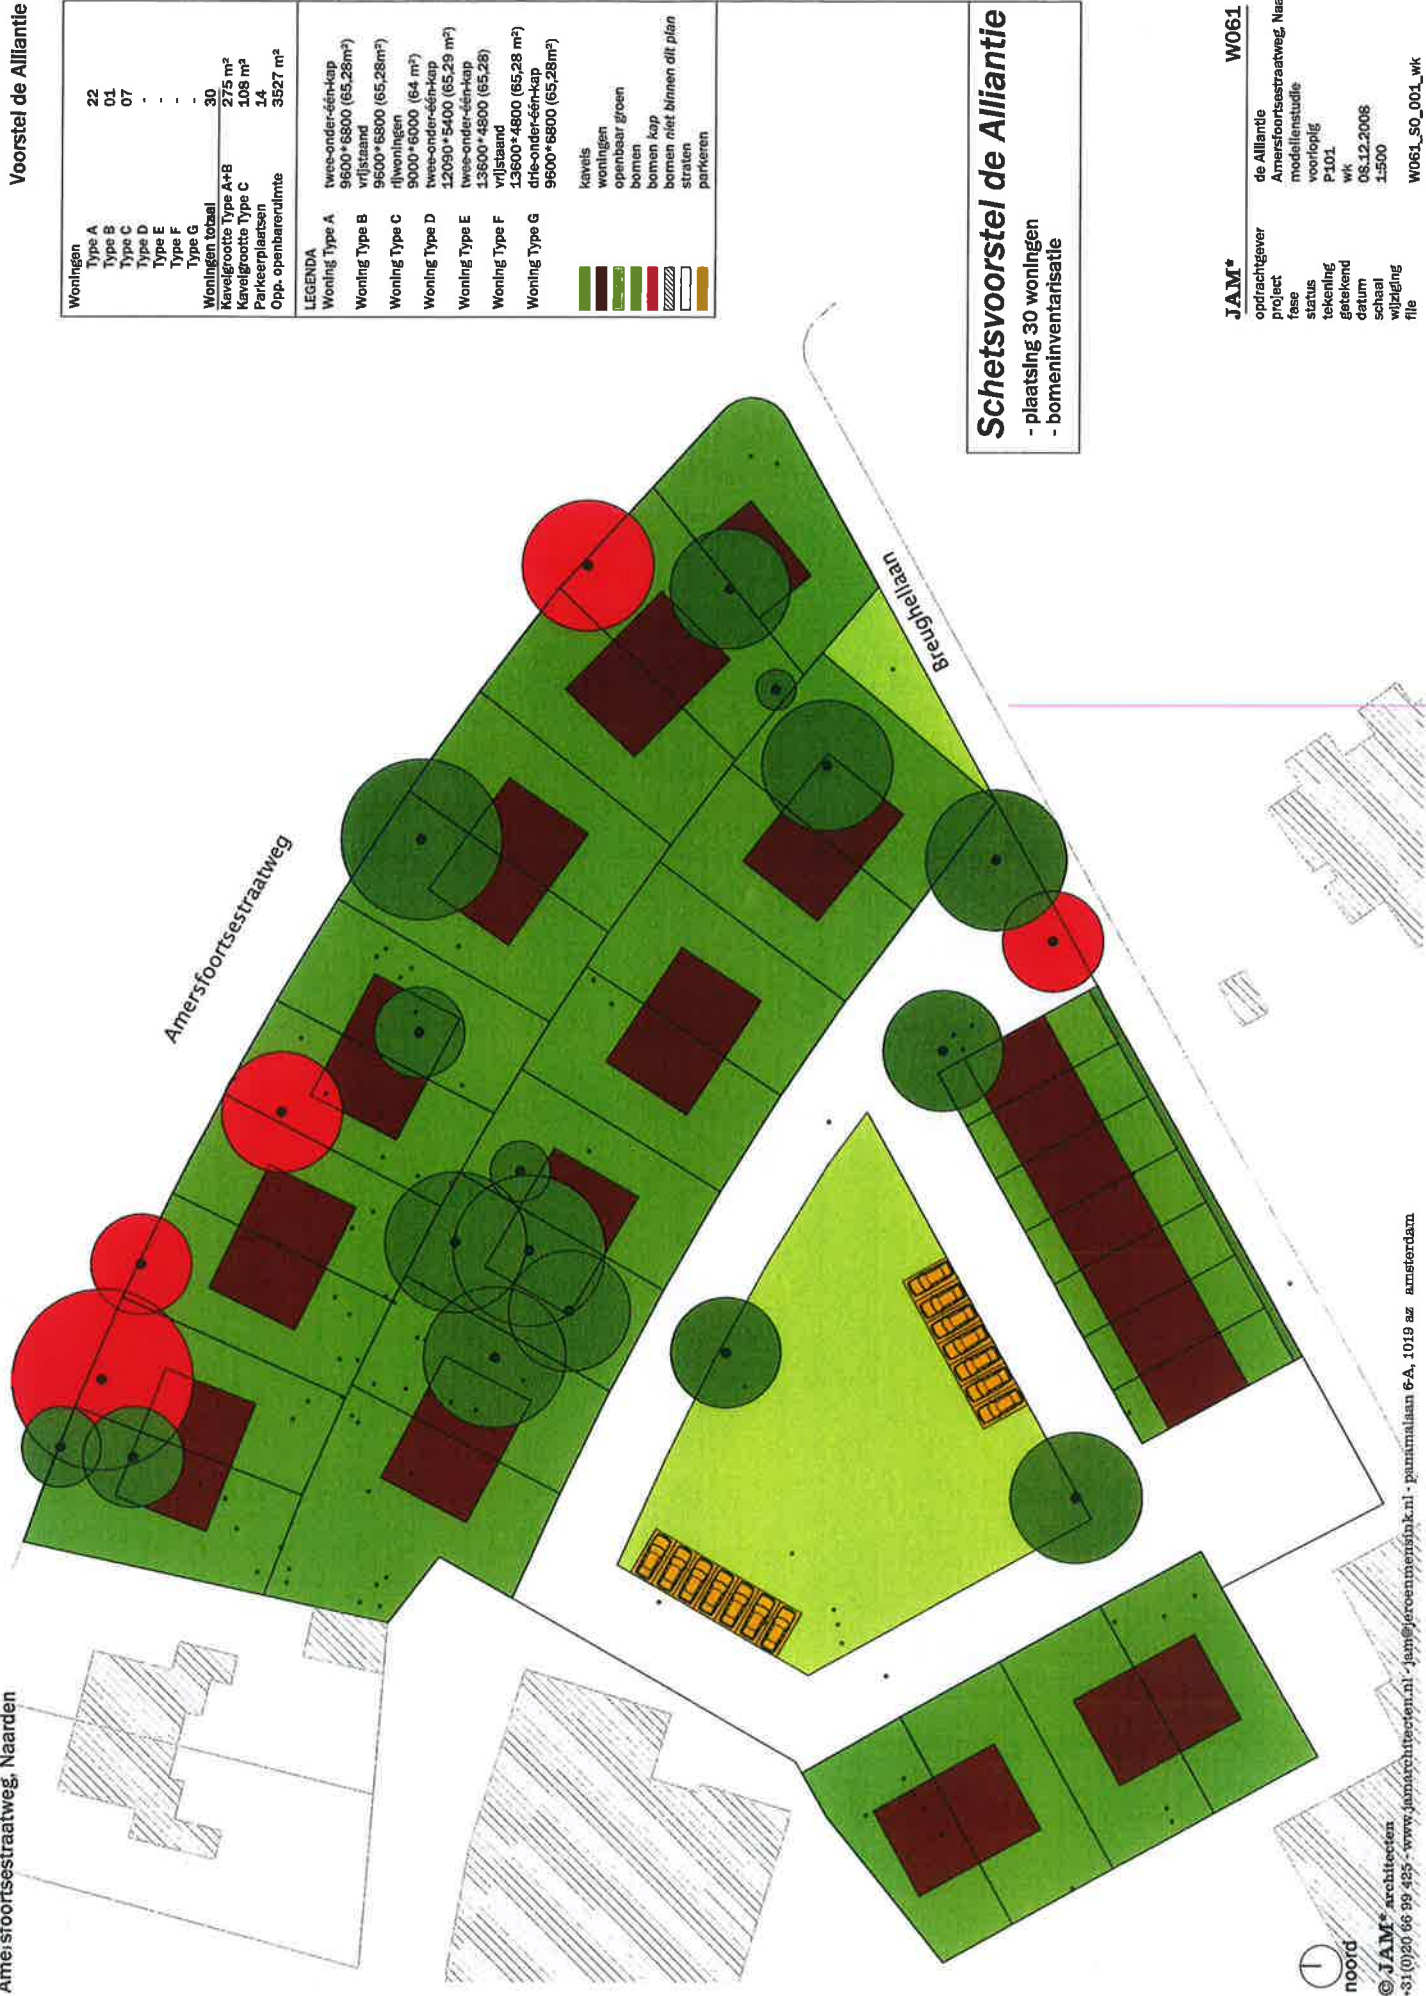 Voorstel de Alliantie
Amersfoortsestraatweg, Naarden
Woningen
Type A 22
Type B 01
Type C 07
Type D -
Type E -
Type F -
Type G -
Woningen totaal 30
Kavelgrootte Type A+B 275 m²
Kavelgrootte Type C 108 m²
Parkeerplaatsen 14
Opp. openbareruimte 3527 m²
LEGENDA
Woning Type A twee-onder-één-kap
9600*6800 (65,28m²)
Woning Type B vrijstaand
9600*6800 (65,28m²)
Woning Type C rijwoningen
9000*6000 (64 m²)
Woning Type D twee-onder-één-kap
12090*5400 (65,29 m²)
Woning Type E twee-onder-één-kap
13600*4800 (65,28)
Woning Type F vrijstaand
13600*4800 (65,28 m²)
Woning Type G drie-onder-één-kap
9600*6800 (65,28m²)
kavels
woningen
openbaar groen
bomen
bomen kap
bomen niet binnen dit plan
straten
parkeren
Amersfoortsestraatweg
Breughellaan
Schetsvoorstel de Alliantie
- plaatsing 30 woningen
- bomeninventarisatie
JAM* W061
opdrachtgever de Alliantie
project Amersfoortsestraatweg, Naa
fase modellenstudie
status voorlopig
tekening P101
getekend wk
datum 08.12.2008
schaal 1:500
wijziging
file W061_SO_001_wk
noord
© JAM* architecten
+31(0)20 66 99 425 - www.jamarchitecten.nl - jam@jeroenmensink.nl - panamalaan 6-A, 1019 az amsterdam